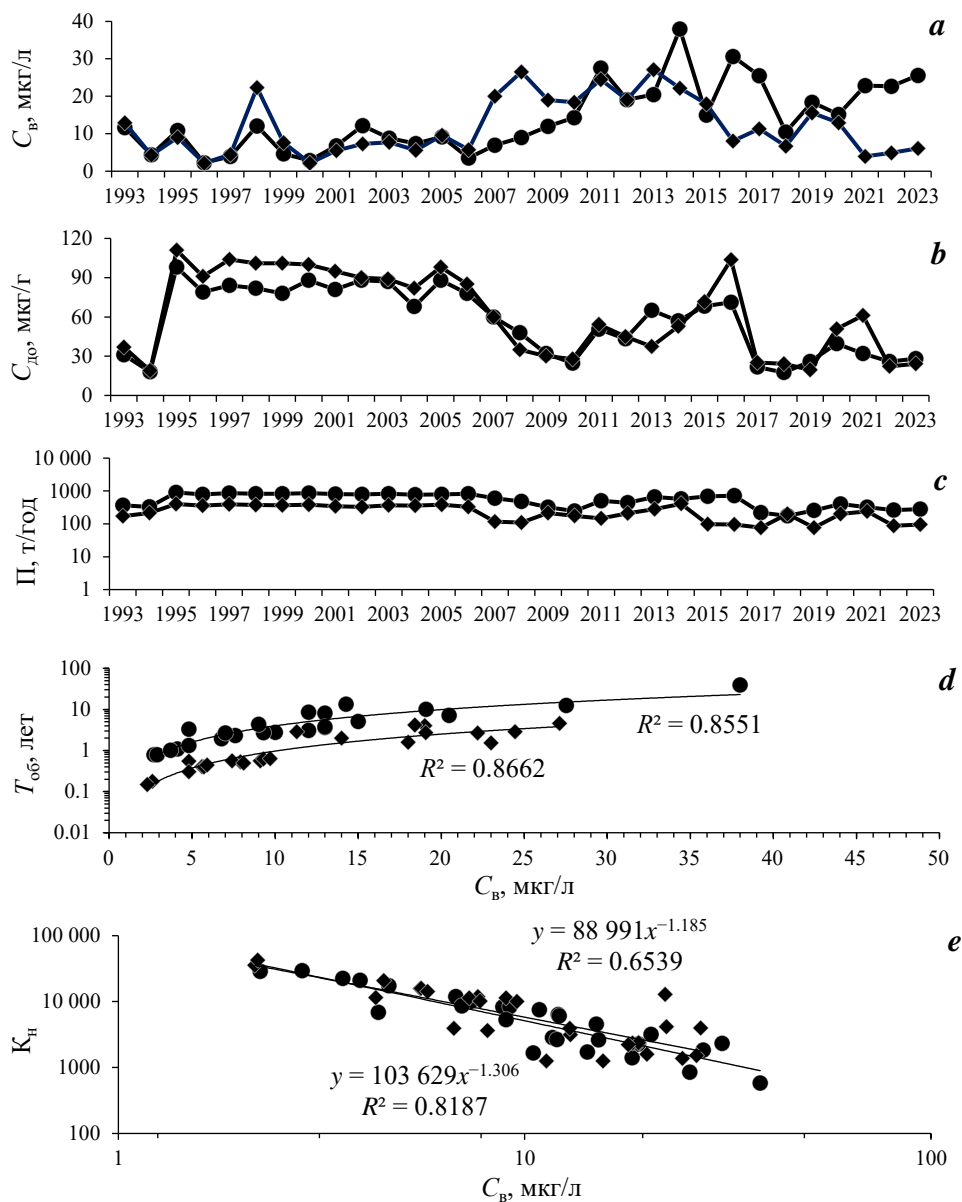 a
C_в, мкг/л
40
30
20
10
0
1993 1995 1997 1999 2001 2003 2005 2007 2009 2011 2013 2015 2017 2019 2021 2023
b
C_до, мкг/г
120
90
60
30
0
1993 1995 1997 1999 2001 2003 2005 2007 2009 2011 2013 2015 2017 2019 2021 2023
c
П, т/год
10 000
1000
100
10
1
1993 1995 1997 1999 2001 2003 2005 2007 2009 2011 2013 2015 2017 2019 2021 2023
d
T_об, лет
100
10
1
0.1
0.01
R² = 0.8551
R² = 0.8662
0 5 10 15 20 25 30 35 40 45 50
C_в, мкг/л
e
К_н
100 000
10 000
1000
100
y = 88 991x^–1.185
R² = 0.6539
y = 103 629x^–1.306
R² = 0.8187
1 10 100
C_в, мкг/л